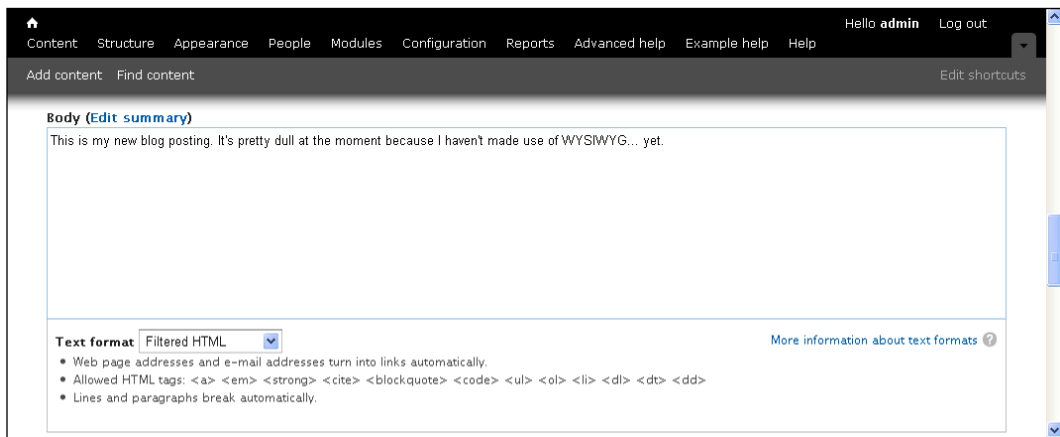 Hello admin Log out
Content Structure Appearance People Modules Configuration Reports Advanced help Example help Help
Add content Find content Edit shortcuts
Body (Edit summary)
This is my new blog posting. It's pretty dull at the moment because I haven't made use of WYSIWYG... yet.
Text format Filtered HTML More information about text formats ?
• Web page addresses and e-mail addresses turn into links automatically.
• Allowed HTML tags: <a> <em> <strong> <cite> <blockquote> <code> <ul> <ol> <li> <dl> <dt> <dd>
• Lines and paragraphs break automatically.